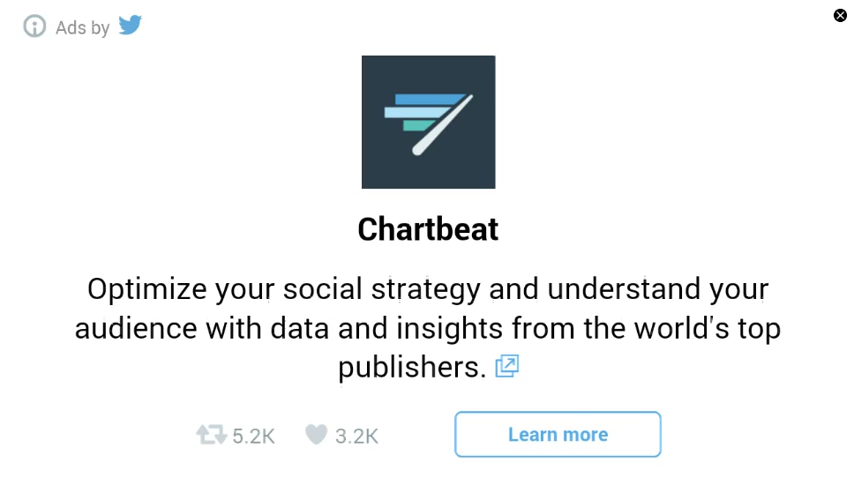 Ads by
Chartbeat
Optimize your social strategy and understand your
audience with data and insights from the world's top
publishers.
5.2K 3.2K Learn more